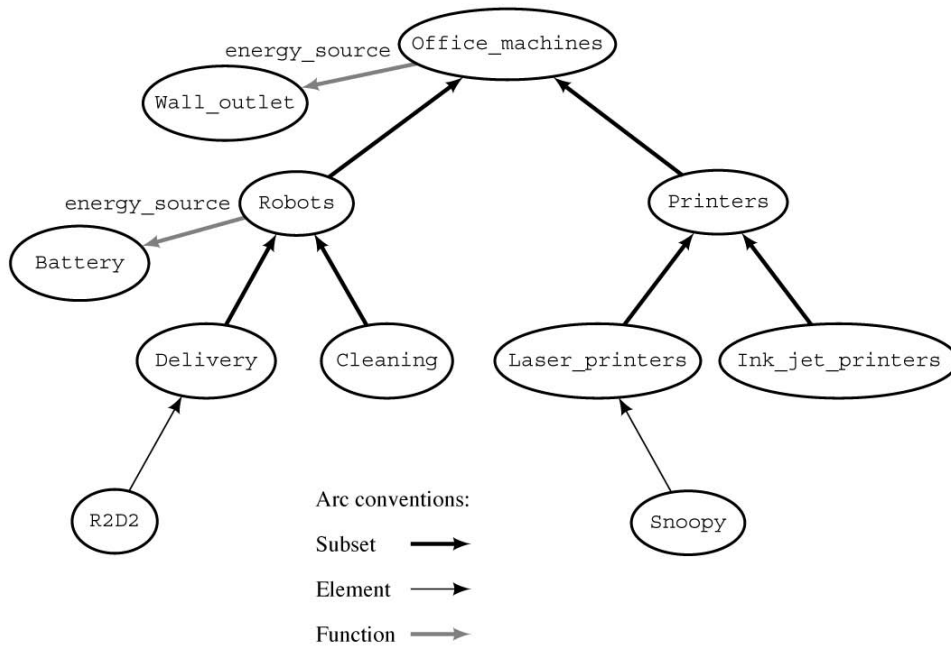 Office_machines
energy_source
Wall_outlet
energy_source
Robots
Printers
Battery
Delivery
Cleaning
Laser_printers
Ink_jet_printers
R2D2
Snoopy
Arc conventions:
Subset
Element
Function